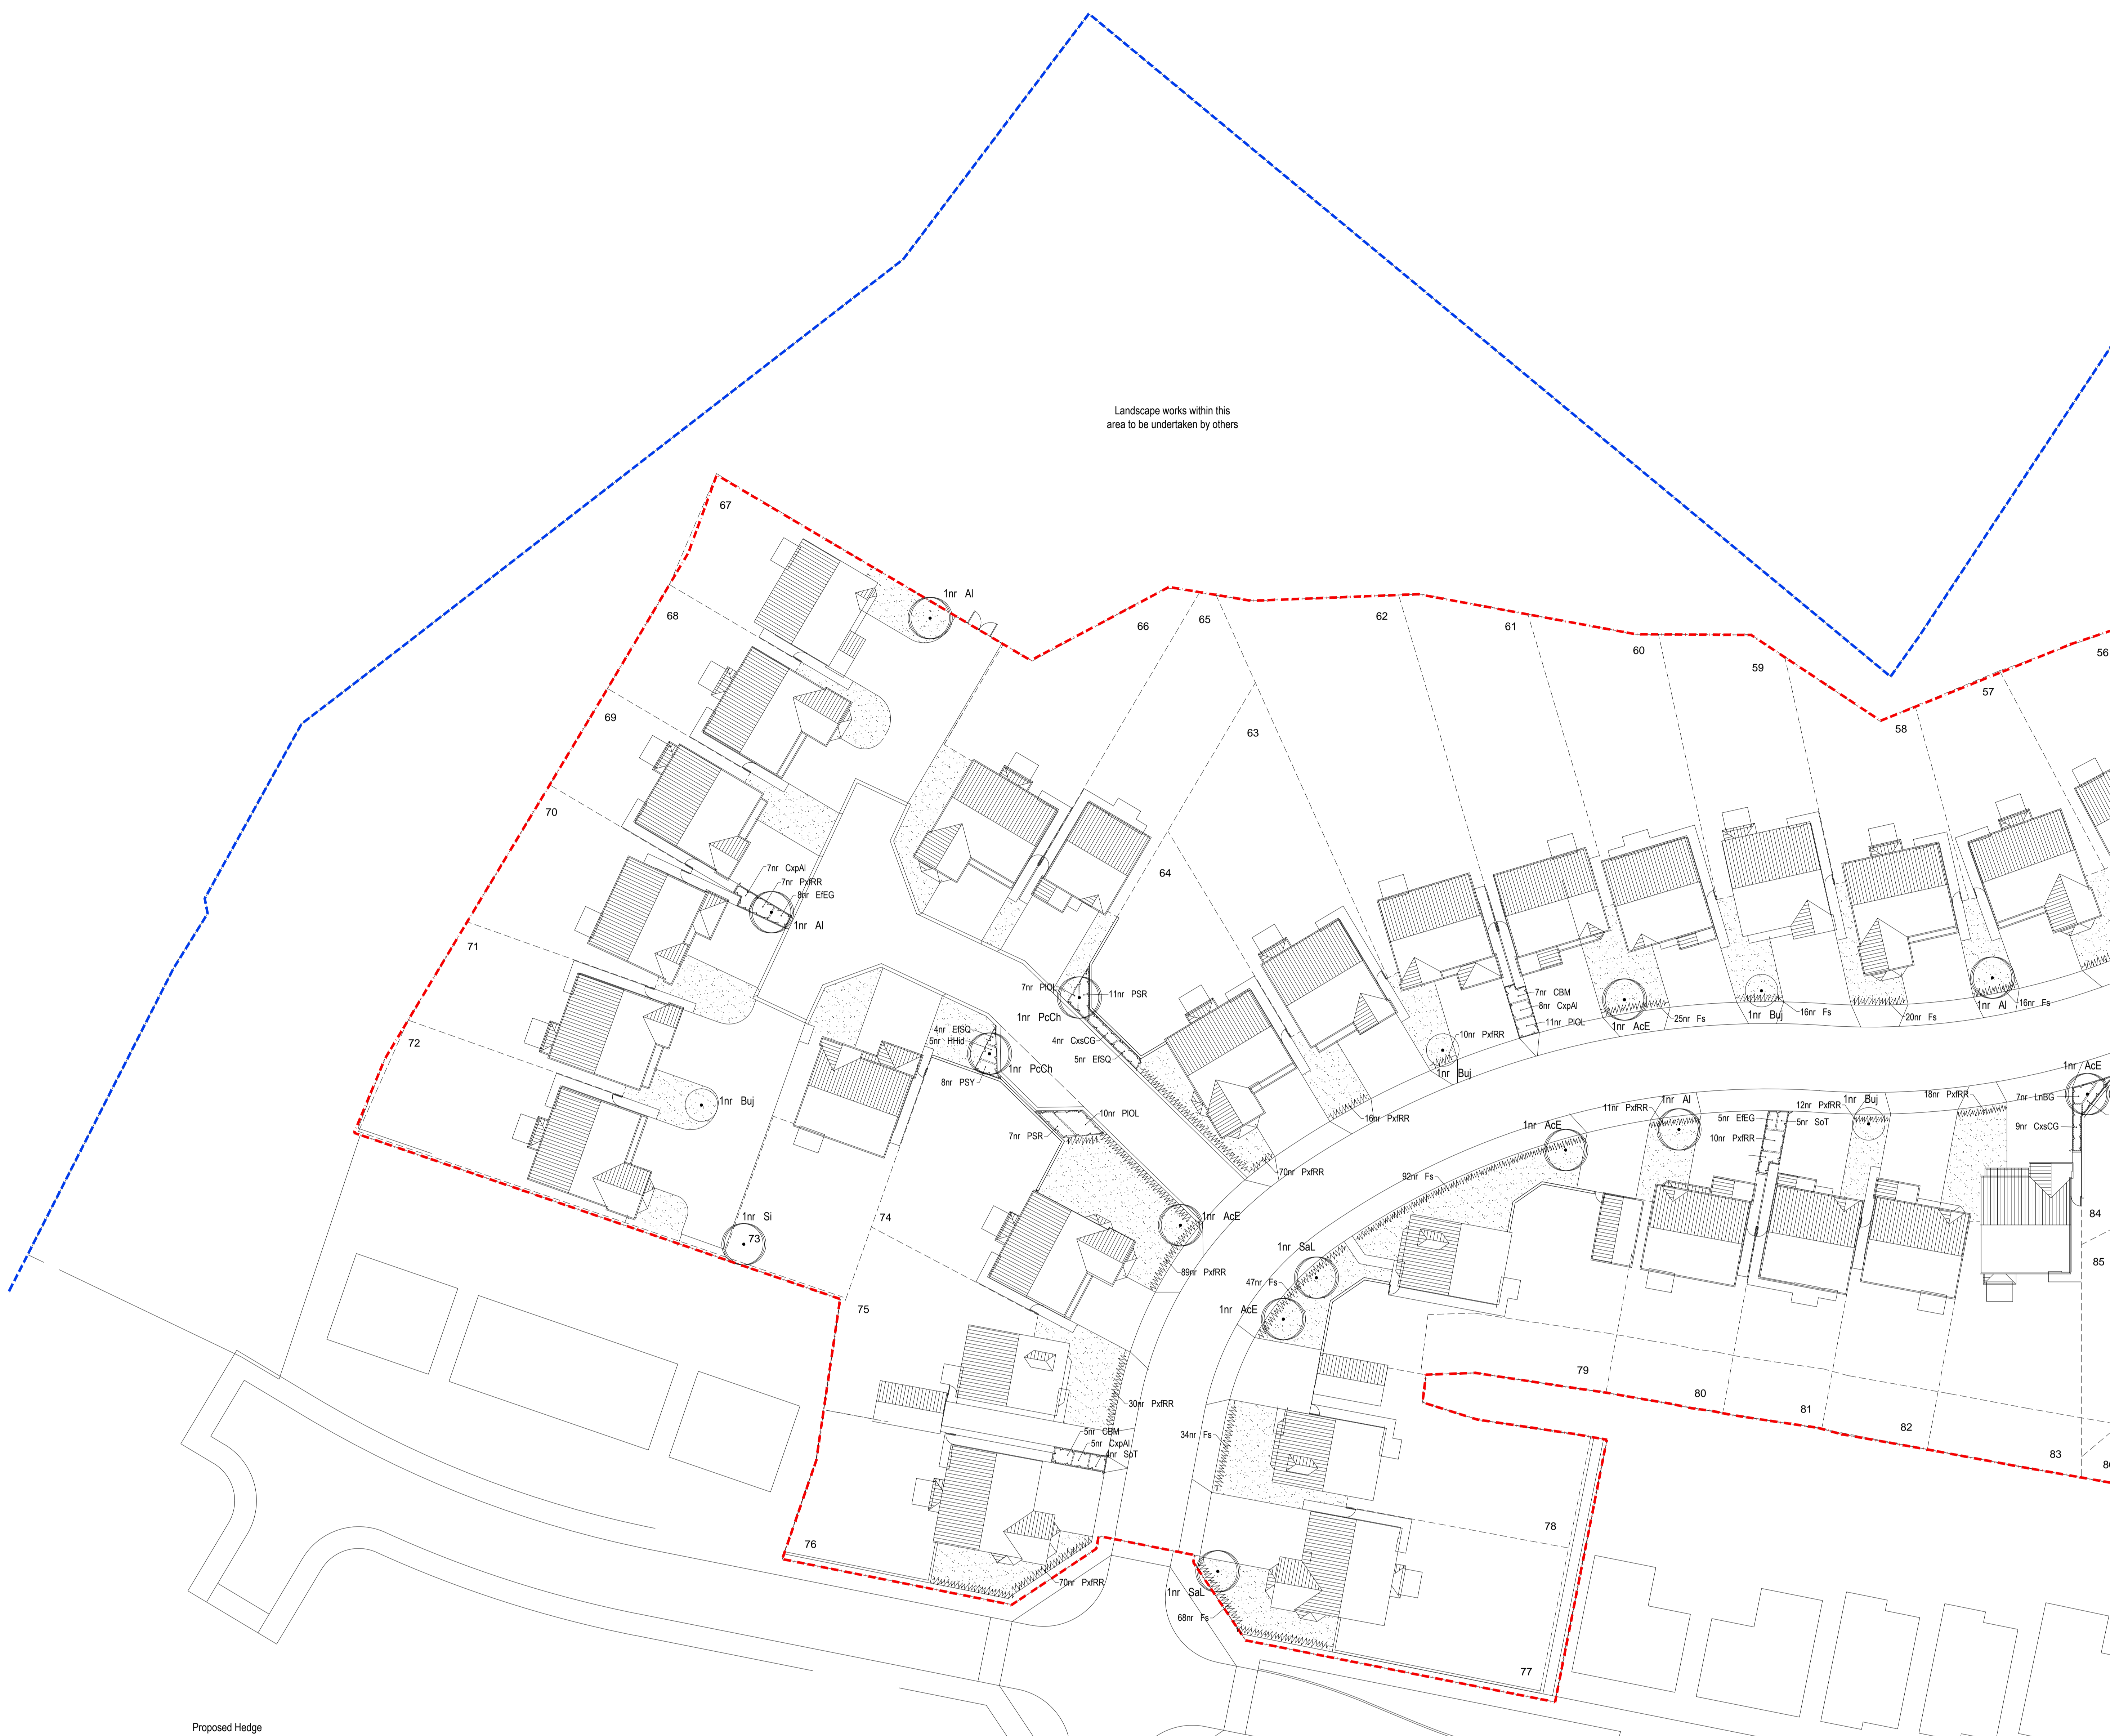 Landscape works within this
area to be undertaken by others
67
1nr Al
68
66
65
62
61
60
59
58
57
56
69
63
70
64
7nr CxpAl
7nr PxfRR
8nr EfEG
1nr Al
71
7nr PlOL
11nr PSR
1nr PcCh
4nr CxsCG
5nr EfSQ
7nr CBM
8nr CxpAl
11nr PlOL
1nr AcE
25nr Fs
1nr Buj
16nr Fs
20nr Fs
1nr Al
16nr Fs
72
4nr EfSQ
5nr HHid
1nr PcCh
8nr PSY
10nr PxfRR
1nr Buj
1nr AcE
7nr LnBG
9nr CxsCG
1nr Buj
10nr PlOL
7nr PSR
16nr PxfRR
70nr PxfRR
92nr Fs
1nr AcE
11nr PxfRR
1nr Al
5nr EfEG
10nr PxfRR
5nr SoT
12nr PxfRR
1nr Buj
18nr PxfRR
84
85
1nr Si
73
74
1nr AcE
89nr PxfRR
1nr SaL
47nr Fs
1nr AcE
75
30nr PxfRR
79
80
81
82
83
34nr Fs
5nr CBM
5nr CxpAl
4nr SoT
78
76
70nr PxfRR
1nr SaL
68nr Fs
77
Proposed Hedge